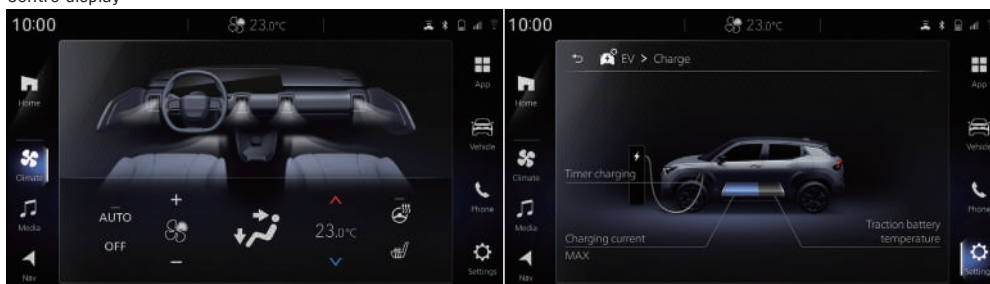 Centre display
10:00
23.0°C
Home
Climate
Media
Nav
AUTO
OFF
+
−
23.0°C
App
Vehicle
Phone
Settings
10:00
23.0°C
EV > Charge
Home
Climate
Media
Nav
Timer charging
Charging current
MAX
Traction battery
temperature
App
Vehicle
Phone
Settings